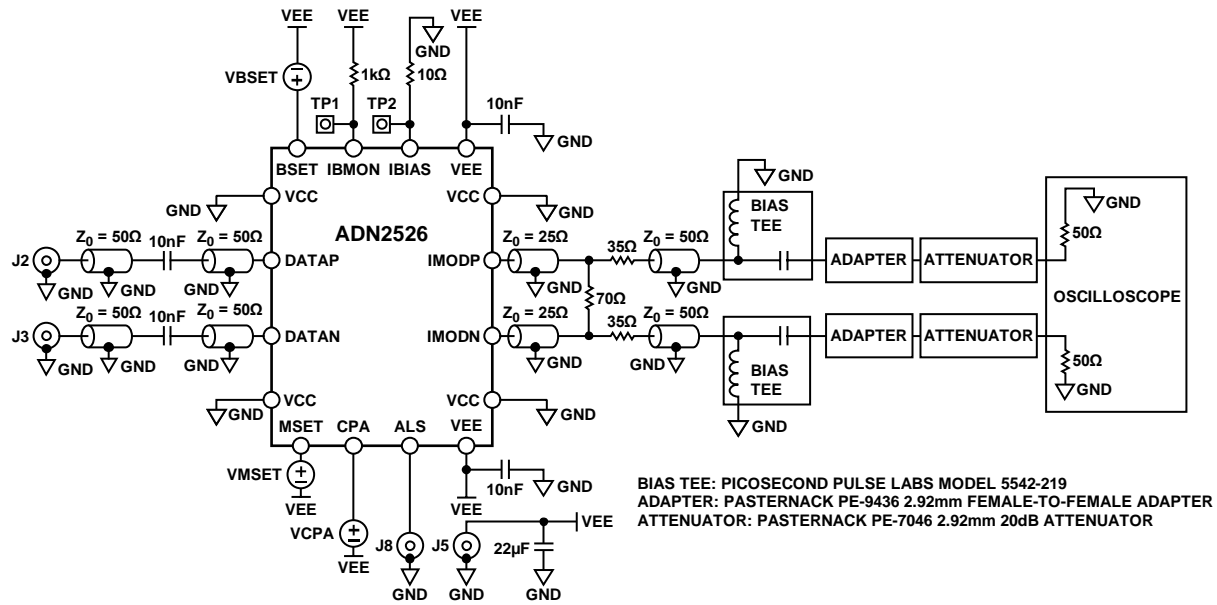 VEE VEE VEE
GND
VBSET 1kΩ 10Ω
TP1 TP2 10nF
GND
BSET IBMON IBIAS VEE
GND VCC VCC GND
ADN2526
GND
BIAS
TEE
J2 Z0 = 50Ω 10nF Z0 = 50Ω DATAP IMODP Z0 = 25Ω 35Ω Z0 = 50Ω ADAPTER ATTENUATOR 50Ω
GND GND GND GND GND GND
70Ω
OSCILLOSCOPE
J3 Z0 = 50Ω 10nF Z0 = 50Ω DATAN IMODN Z0 = 25Ω 35Ω Z0 = 50Ω ADAPTER ATTENUATOR 50Ω
GND GND GND GND GND GND
BIAS
TEE
GND
GND VCC VCC GND
MSET CPA ALS VEE
VMSET 10nF GND
VEE VEE
VCPA J8 J5 22µF VEE
VEE GND GND GND
BIAS TEE: PICOSECOND PULSE LABS MODEL 5542-219
ADAPTER: PASTERNACK PE-9436 2.92mm FEMALE-TO-FEMALE ADAPTER
ATTENUATOR: PASTERNACK PE-7046 2.92mm 20dB ATTENUATOR